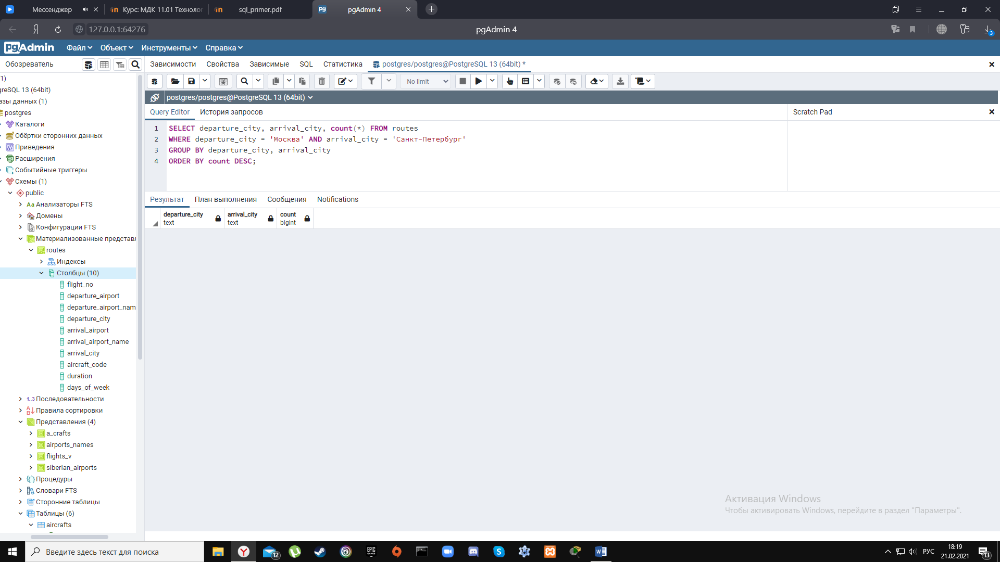 Мессенджер
Курс: МДК 11.01 Технолог
sql_primer.pdf
pgAdmin 4
127.0.0.1:64276
pgAdmin 4
3
pgAdmin
Файл
Объект
Инструменты
Справка
Обозреватель
Зависимости
Свойства
Зависимые
SQL
Статистика
postgres/postgres@PostgreSQL 13 (64bit) *
No limit
postgres/postgres@PostgreSQL 13 (64bit)
Query Editor
История запросов
Scratch Pad
1 SELECT departure_city, arrival_city, count(*) FROM routes
2 WHERE departure_city = 'Москва' AND arrival_city = 'Санкт-Петербург'
3 GROUP BY departure_city, arrival_city
4 ORDER BY count DESC;
Результат
План выполнения
Сообщения
Notifications
departure_city
text
arrival_city
text
count
bigint
1)
greSQL 13 (64bit)
азы данных (1)
postgres
Каталоги
Обёртки сторонних данных
Приведения
Расширения
Событийные триггеры
Схемы (1)
public
Aa Анализаторы FTS
Домены
Конфигурации FTS
Материализованные представл
routes
Индексы
Столбцы (10)
flight_no
departure_airport
departure_airport_nam
departure_city
arrival_airport
arrival_airport_name
arrival_city
aircraft_code
duration
days_of_week
1..3 Последовательности
Правила сортировки
Представления (4)
a_crafts
airports_names
flights_v
siberian_airports
Процедуры
Словари FTS
Сторонние таблицы
Таблицы (6)
aircrafts
Активация Windows
Чтобы активировать Windows, перейдите в раздел "Параметры".
Введите здесь текст для поиска
12
EPIC
GAMES
РУС
18:19
21.02.2021
13